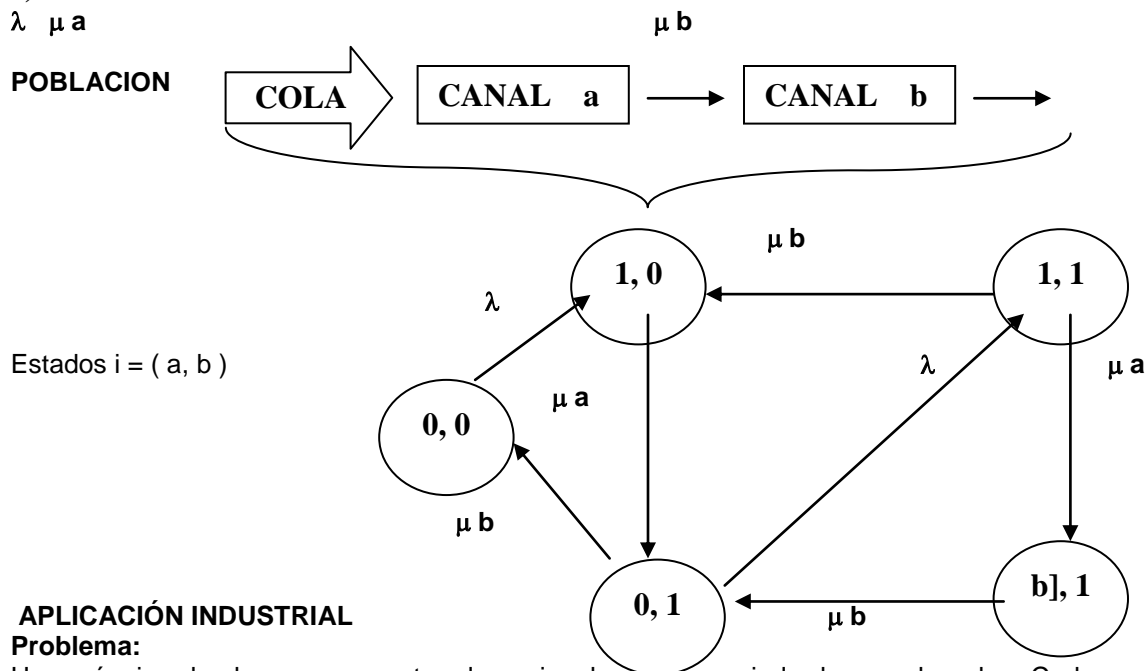 λ μ a μ b
POBLACION COLA CANAL a CANAL b
μ b
1, 0 1, 1
λ
Estados i = ( a, b ) λ μ a
μ a
0, 0
μ b
b], 1
0, 1 μ b
APLICACIÓN INDUSTRIAL
Problema: